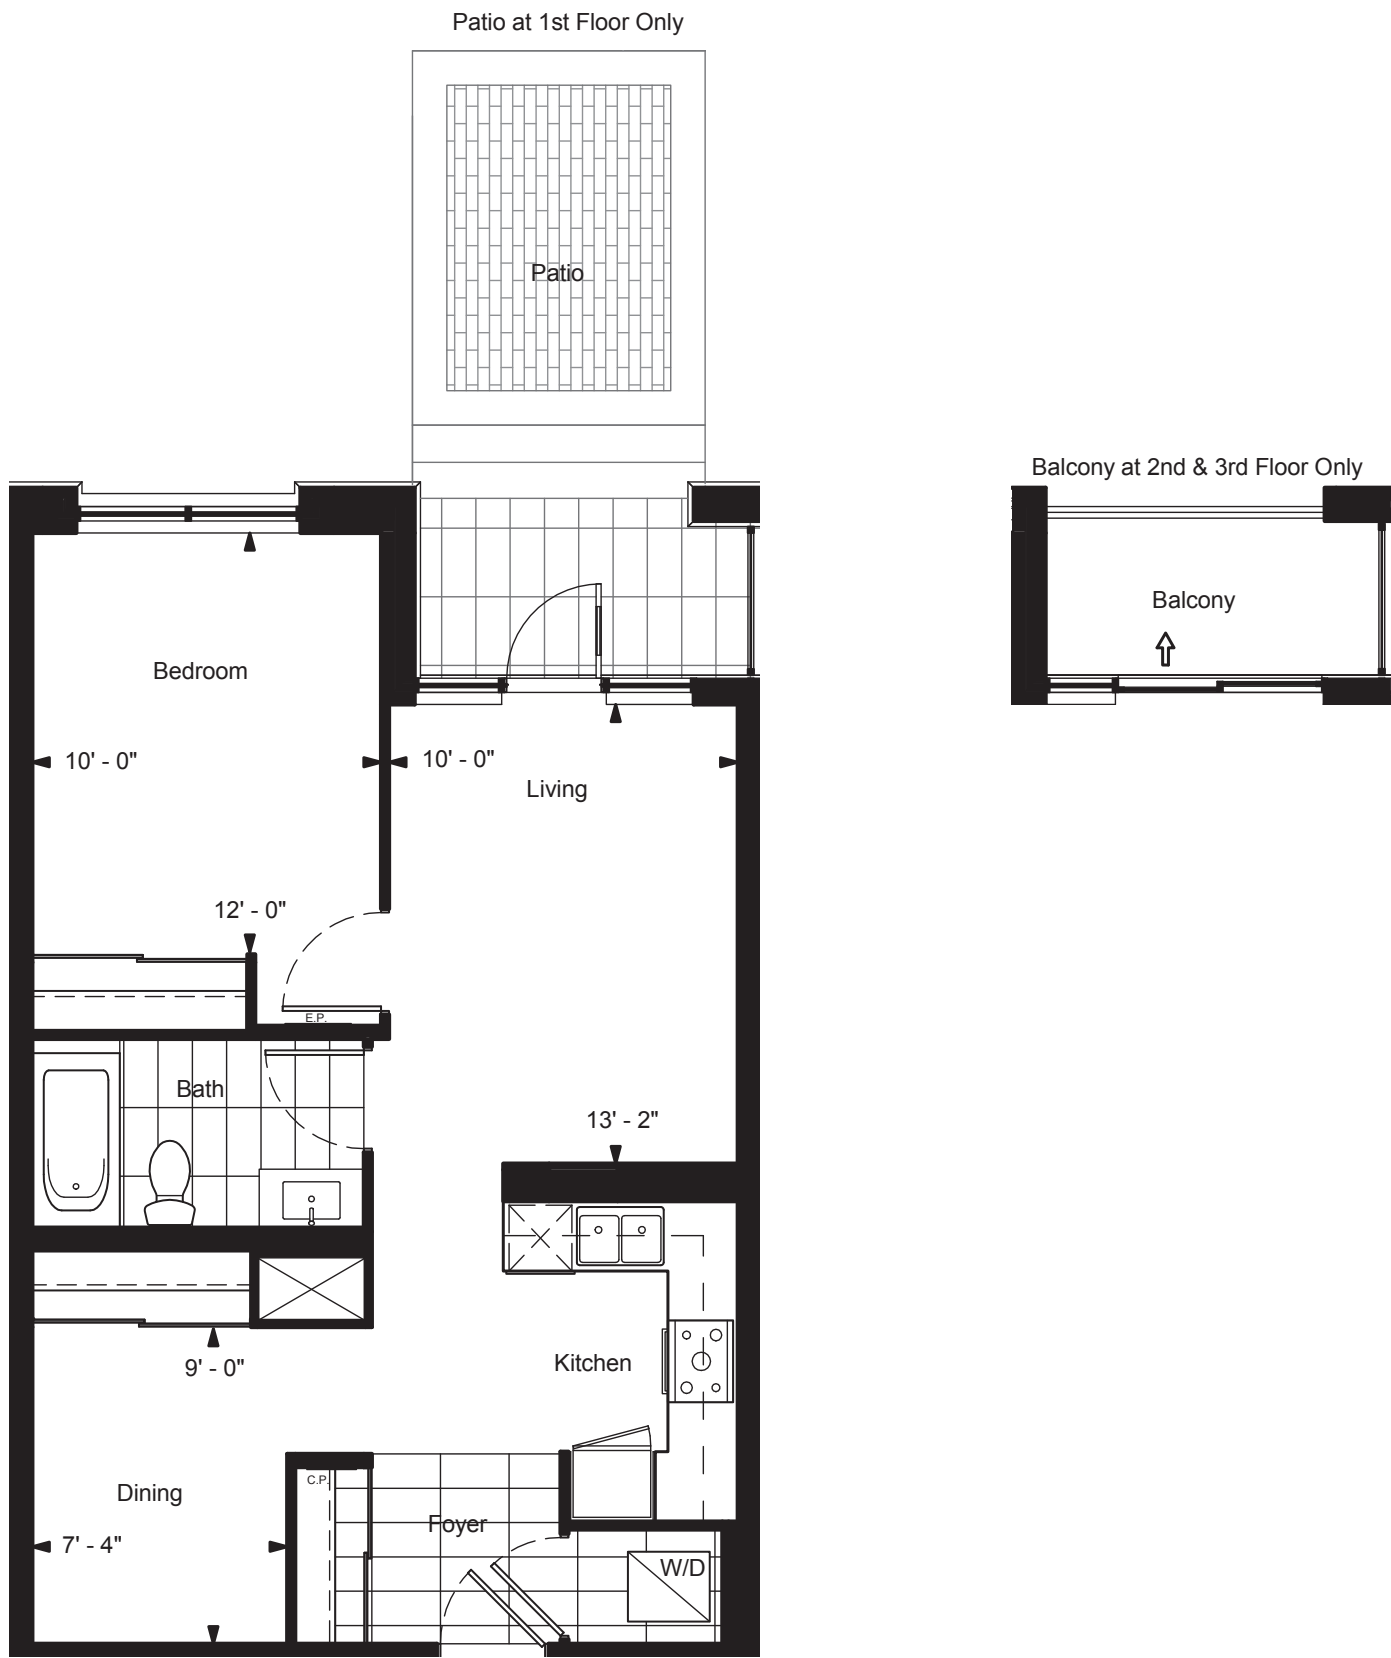 Patio at 1st Floor Only
Patio
Balcony at 2nd & 3rd Floor Only
Balcony
Bedroom
10' - 0"
10' - 0"
Living
12' - 0"
E.P.
Bath
13' - 2"
9' - 0"
Kitchen
C.P.
Dining
Foyer
7' - 4"
W/D